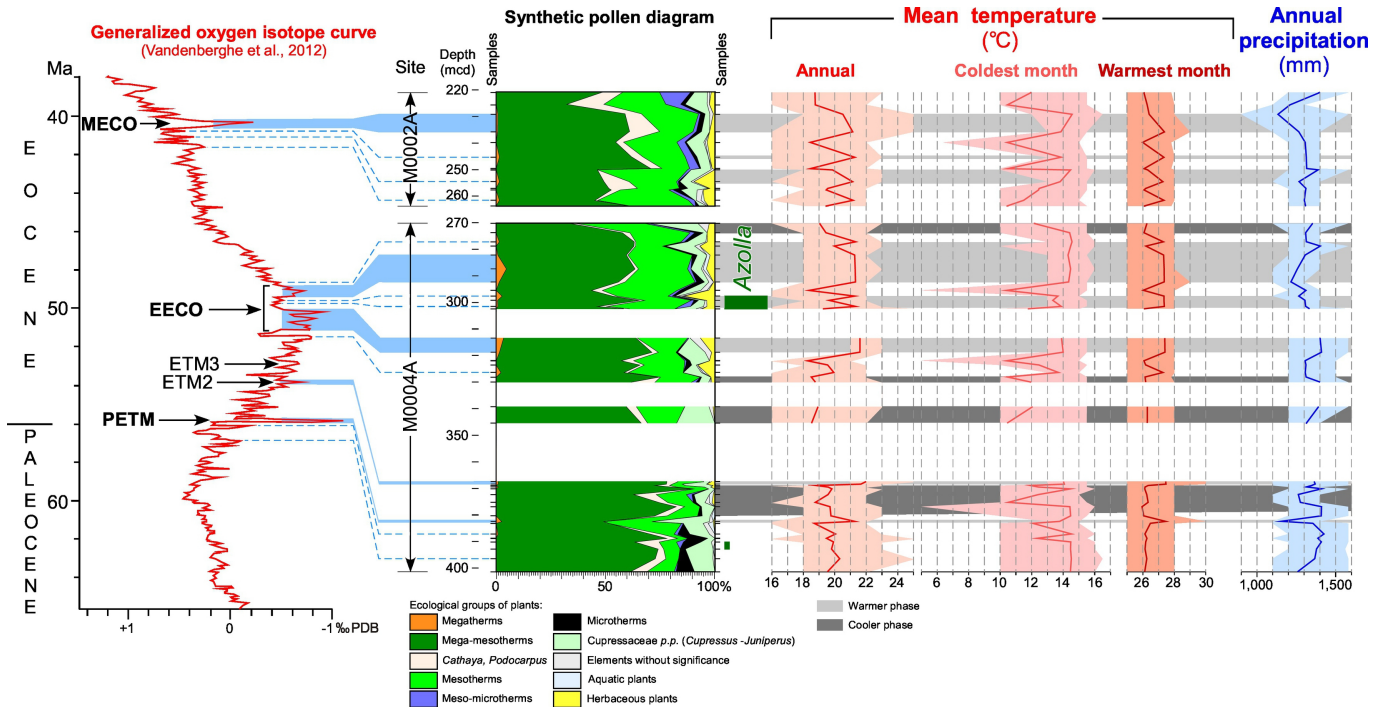 Generalized oxygen isotope curve
(Vandenberghe et al., 2012)
Synthetic pollen diagram
Mean temperature
(°C)
Annual
precipitation
(mm)
Ma
Site
Depth
(mcd)
Samples
Samples
Annual
Coldest month
Warmest month
40
50
60
EOCENE
PALEOCENE
MECO
EECO
ETM3
ETM2
PETM
+1
0
-1
‰ PDB
M0002A
M0004A
220
250
260
270
300
350
400
Azolla
0
50
100%
16
18
20
22
24
6
8
10
12
14
16
26
28
30
1,000
1,500
Ecological groups of plants:
Megatherms
Mega-mesotherms
Cathaya, Podocarpus
Mesotherms
Meso-microtherms
Microtherms
Cupressaceae p.p. (Cupressus -Juniperus)
Elements without significance
Aquatic plants
Herbaceous plants
Warmer phase
Cooler phase